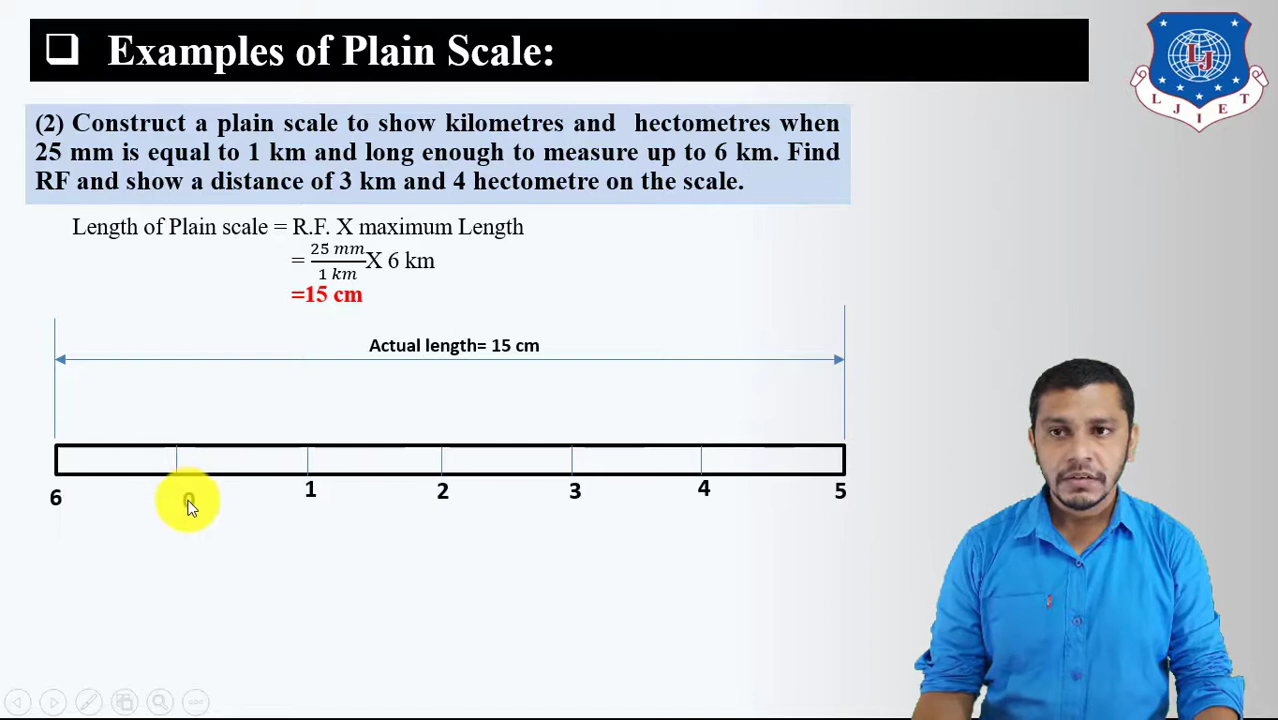 ❑ Examples of Plain Scale:
(2) Construct a plain scale to show kilometres and hectometres when
25 mm is equal to 1 km and long enough to measure up to 6 km. Find
RF and show a distance of 3 km and 4 hectometre on the scale.
Length of Plain scale = R.F. X maximum Length
= 25 mm / 1 km X 6 km
=15 cm
Actual length= 15 cm
6 0 1 2 3 4 5
LJ
L J I E T